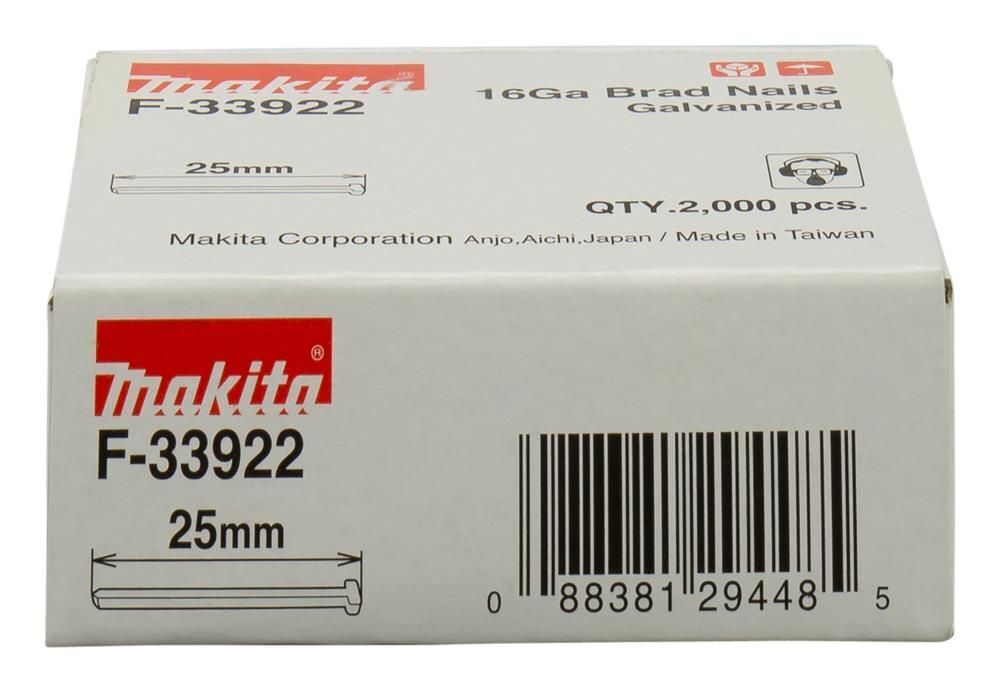 makita®
F-33922
16Ga Brad Nails
Galvanized
25mm
QTY.2,000 pcs.
Makita Corporation Anjo,Aichi,Japan / Made in Taiwan
makita®
F-33922
25mm
0 88381 29448 5